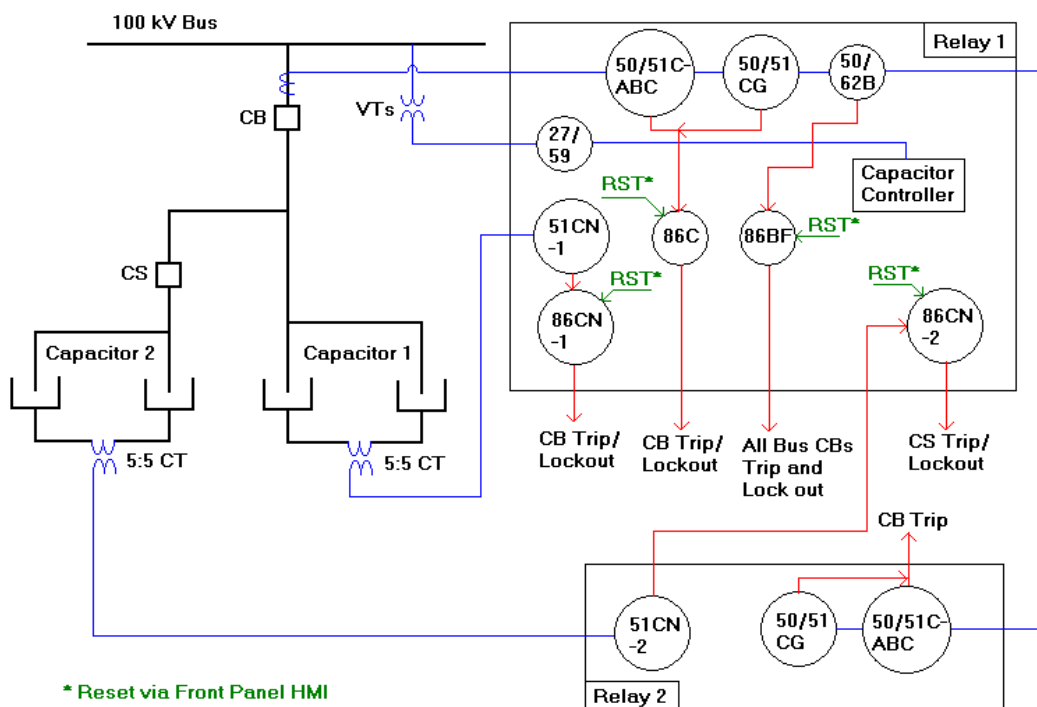 100 kV Bus
Relay 1
50/51C-
ABC
50/51
CG
50/
62B
CB
VTs
27/
59
Capacitor
Controller
RST*
51CN
-1
86C
86BF
RST*
CS
RST*
RST*
86CN
-1
86CN
-2
Capacitor 2
Capacitor 1
CB Trip/
Lockout
CB Trip/
Lockout
All Bus CBs
Trip and
Lock out
CS Trip/
Lockout
5:5 CT
5:5 CT
CB Trip
51CN
-2
50/51
CG
50/51C-
ABC
* Reset via Front Panel HMI
Relay 2